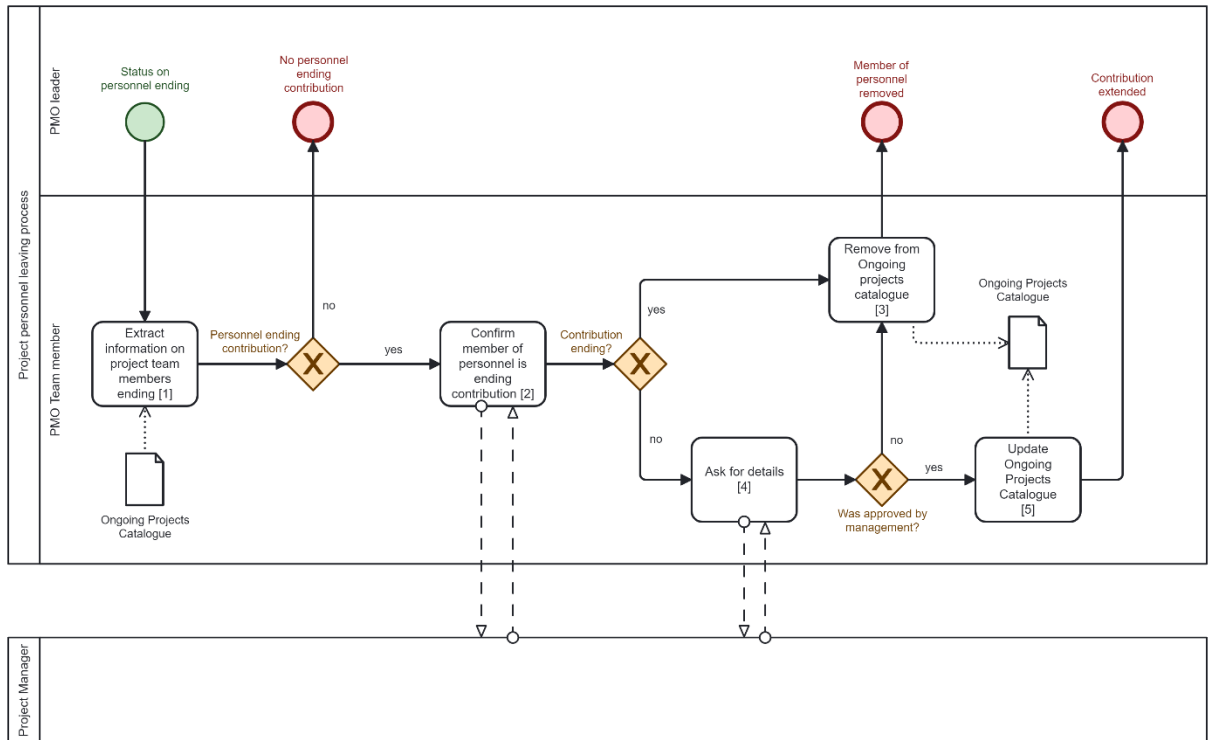 Project personnel leaving process
PMO leader
Status on
personnel ending
No personnel
ending
contribution
Member of
personnel
removed
Contribution
extended
PMO Team member
Extract
information on
project team
members
ending [1]
Ongoing Projects
Catalogue
Personnel ending
contribution?
no
yes
Confirm
member of
personnel is
ending
contribution [2]
Contribution
ending?
yes
no
Remove from
Ongoing
projects
catalogue
[3]
Ongoing Projects
Catalogue
Ask for details
[4]
no
yes
Was approved by
management?
Update
Ongoing
Projects
Catalogue
[5]
Project Manager